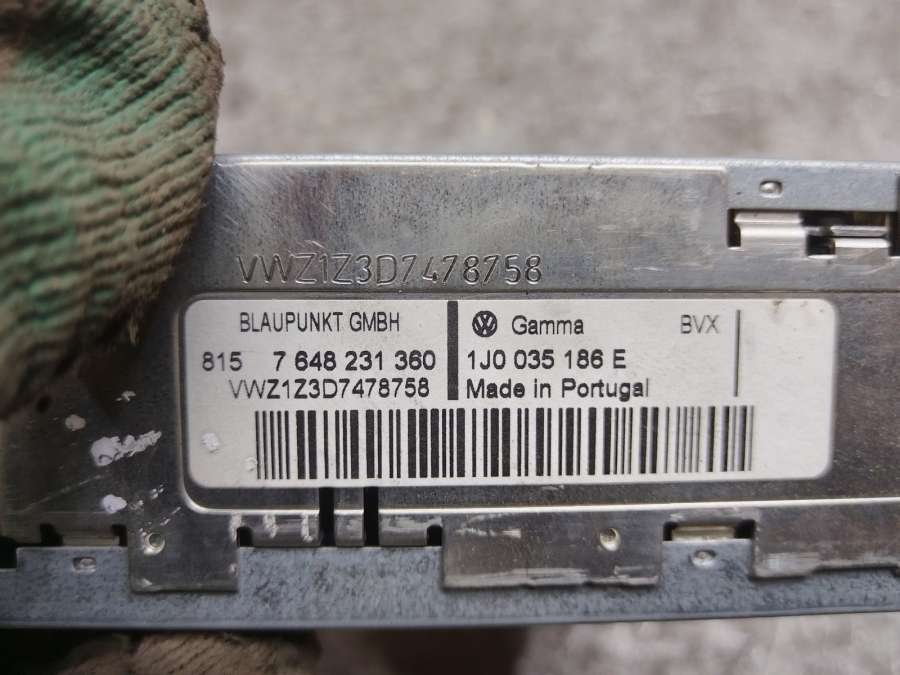 VWZ1Z3D7478758
BLAUPUNKT GMBH
815 7 648 231 360
VWZ1Z3D7478758
Gamma BVX
1J0 035 186 E
Made in Portugal